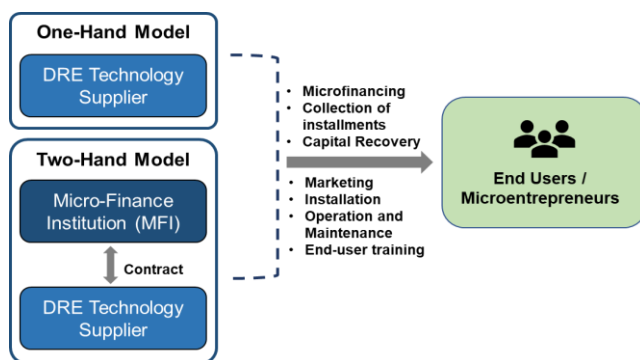 One-Hand Model
DRE Technology
Supplier
Two-Hand Model
Micro-Finance
Institution (MFI)
Contract
DRE Technology
Supplier
• Microfinancing
• Collection of
installments
• Capital Recovery
• Marketing
• Installation
• Operation and
Maintenance
• End-user training
End Users /
Microentrepreneurs